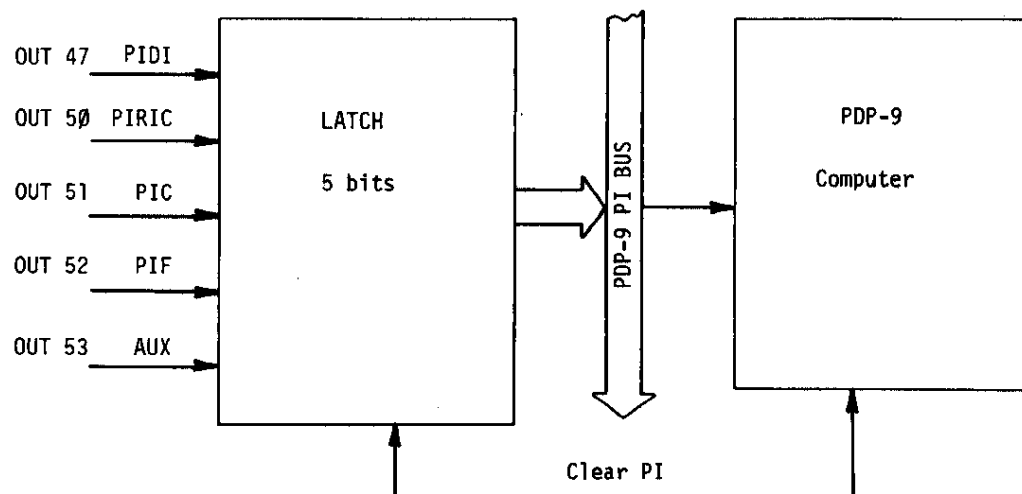 OUT 47 PIDI
OUT 5Ø PIRIC
OUT 51 PIC
OUT 52 PIF
OUT 53 AUX
LATCH
5 bits
PDP-9 PI BUS
PDP-9
Computer
Clear PI